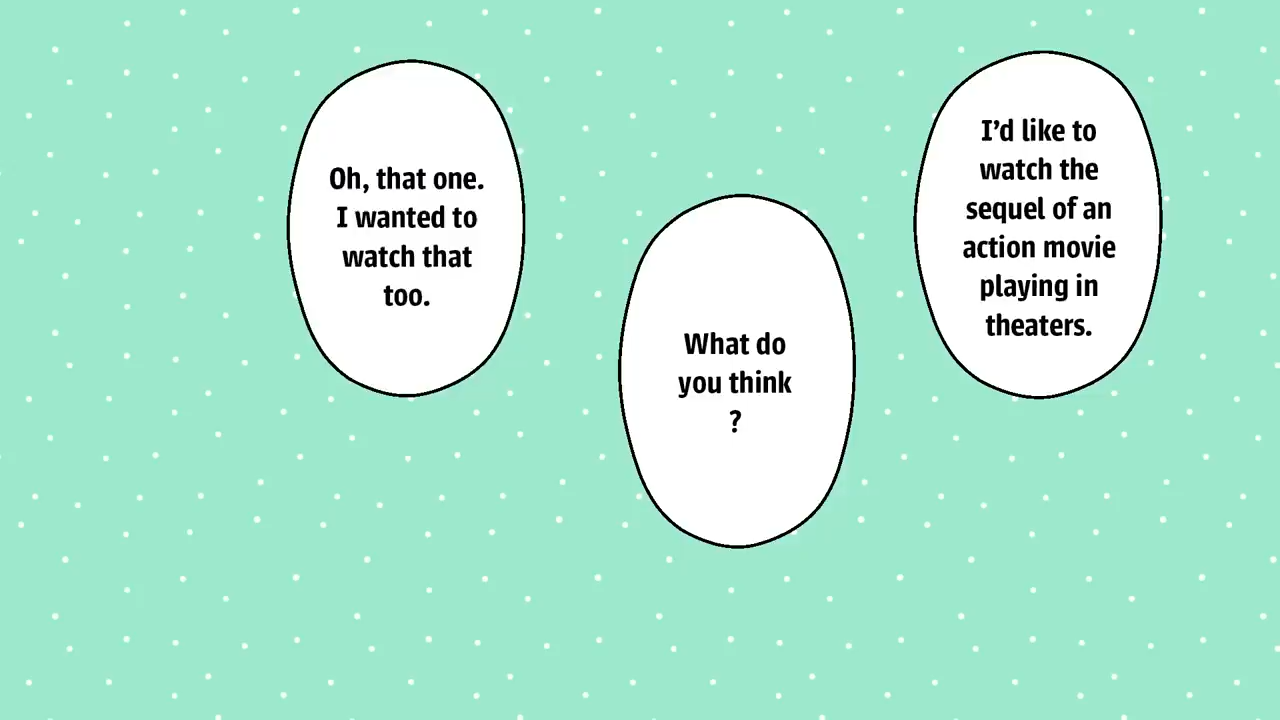 I'd like to
watch the
sequel of an
action movie
playing in
theaters.
What do
you think
?
Oh, that one.
I wanted to
watch that
too.